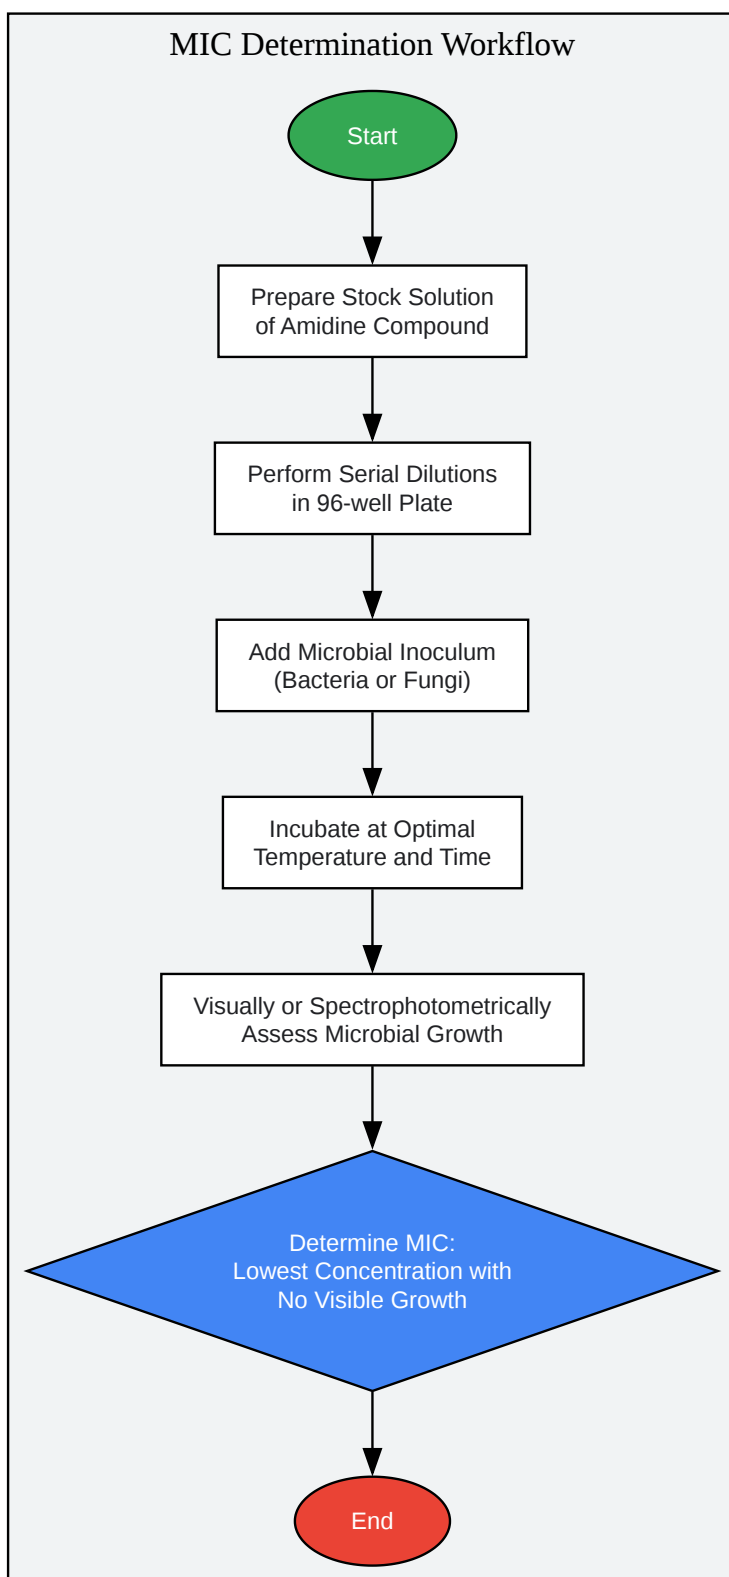 MIC Determination Workflow
Start
Prepare Stock Solution
of Amidine Compound
Perform Serial Dilutions
in 96-well Plate
Add Microbial Inoculum
(Bacteria or Fungi)
Incubate at Optimal
Temperature and Time
Visually or Spectrophotometrically
Assess Microbial Growth
Determine MIC:
Lowest Concentration with
No Visible Growth
End